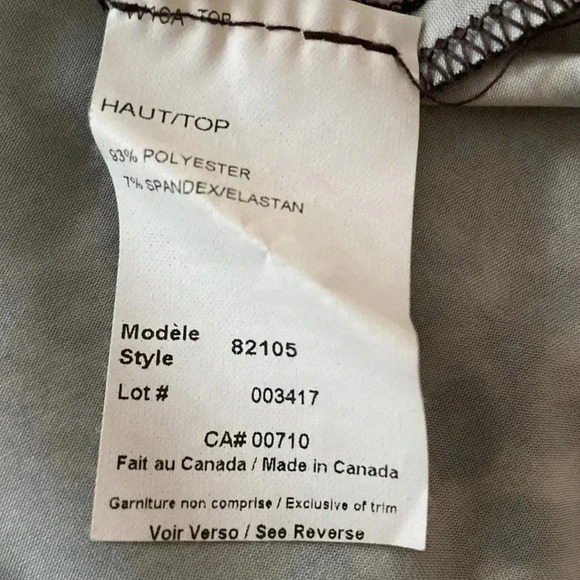 TOP
HAUT/TOP
93% POLYESTER
7% SPANDEX/ELASTAN
Modèle
Style 82105
Lot # 003417
CA# 00710
Fait au Canada / Made in Canada
Garniture non comprise / Exclusive of trim
Voir Verso / See Reverse